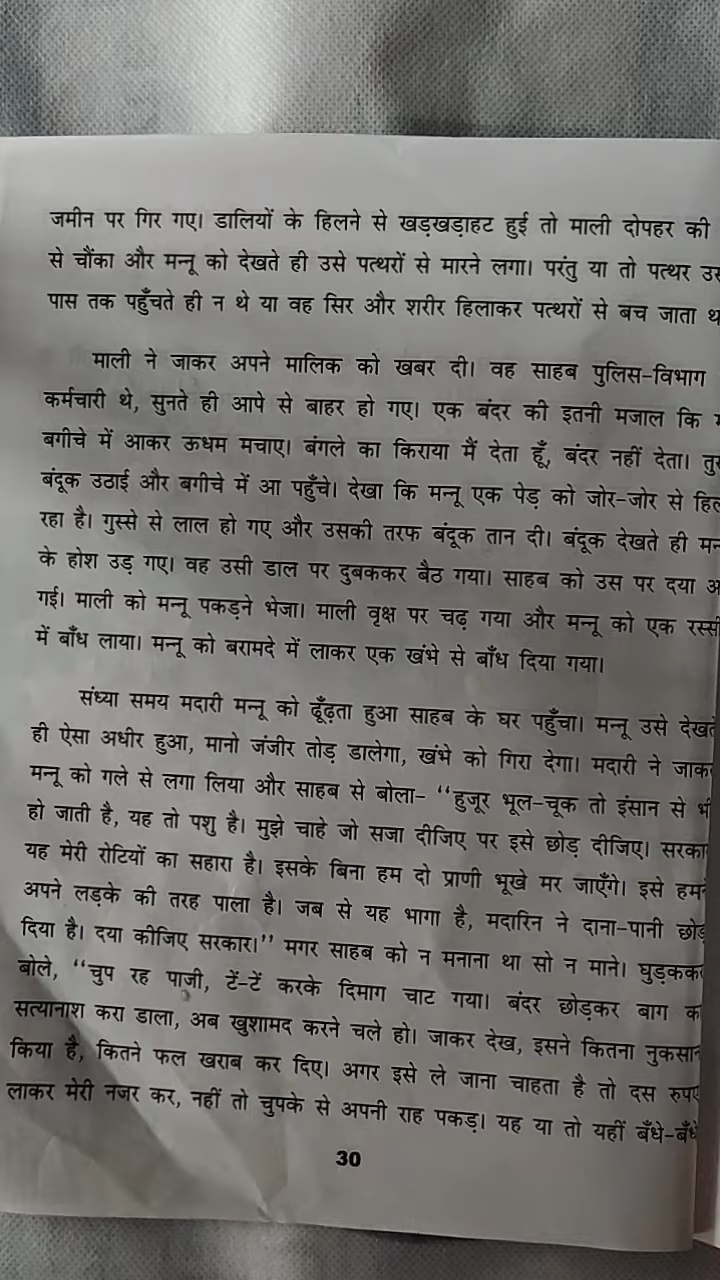 जमीन पर गिर गए। डालियों के हिलने से खड़खड़ाहट हुई तो माली दोपहर की
से चौंका और मन्नू को देखते ही उसे पत्थरों से मारने लगा। परंतु या तो पत्थर
पास तक पहुँचते ही न थे या वह सिर और शरीर हिलाकर पत्थरों से बच जाता
माली ने जाकर अपने मालिक को खबर दी। वह साहब पुलिस-विभाग
कर्मचारी थे, सुनते ही आपे से बाहर हो गए। एक बंदर की इतनी मजाल कि
बगीचे में आकर ऊधम मचाए। बंगले का किराया मैं देता हूँ, बंदर नहीं देता।
बंदूक उठाई और बगीचे में आ पहुँचे। देखा कि मन्नू एक पेड़ को जोर-जोर से
रहा है। गुस्से से लाल हो गए और उसकी तरफ बंदूक तान दी। बंदूक देखते ही
के होश उड़ गए। वह उसी डाल पर दुबककर बैठ गया। साहब को उस पर दया
गई। माली को मन्नू पकड़ने भेजा। माली वृक्ष पर चढ़ गया और मन्नू को एक रस्सी
में बाँध लाया। मन्नू को बरामदे में लाकर एक खंभे से बाँध दिया गया।
संध्या समय मदारी मन्नू को ढूँढ़ता हुआ साहब के घर पहुँचा। मन्नू उसे देखते
ही ऐसा अधीर हुआ, मानो जंजीर तोड़ डालेगा, खंभे को गिरा देगा। मदारी ने जाकर
मन्नू को गले से लगा लिया और साहब से बोला- ‘‘हुजूर भूल-चूक तो इंसान से भी
हो जाती है, यह तो पशु है। मुझे चाहे जो सजा दीजिए पर इसे छोड़ दीजिए।
यह मेरी रोटियों का सहारा है। इसके बिना हम दो प्राणी भूखे मर जाएँगे। इसे हमने
अपने लड़के की तरह पाला है। जब से यह भागा है, मदारिन ने दाना-पानी छोड़
दिया है। दया कीजिए सरकार।’’ मगर साहब को न मनाना था सो न माने। घुड़ककर
बोले, ‘‘चुप रह पाजी, टें-टें करके दिमाग चाट गया। बंदर छोड़कर बाग का
सत्यानाश करा डाला, अब खुशामद करने चले हो। जाकर देख, इसने कितना नुकसान
किया है, कितने फल खराब कर दिए। अगर इसे ले जाना चाहता है तो दस रुपए
लाकर मेरी नजर कर, नहीं तो चुपके से अपनी राह पकड़। यह या तो यहीं बँधे-बँधे
30